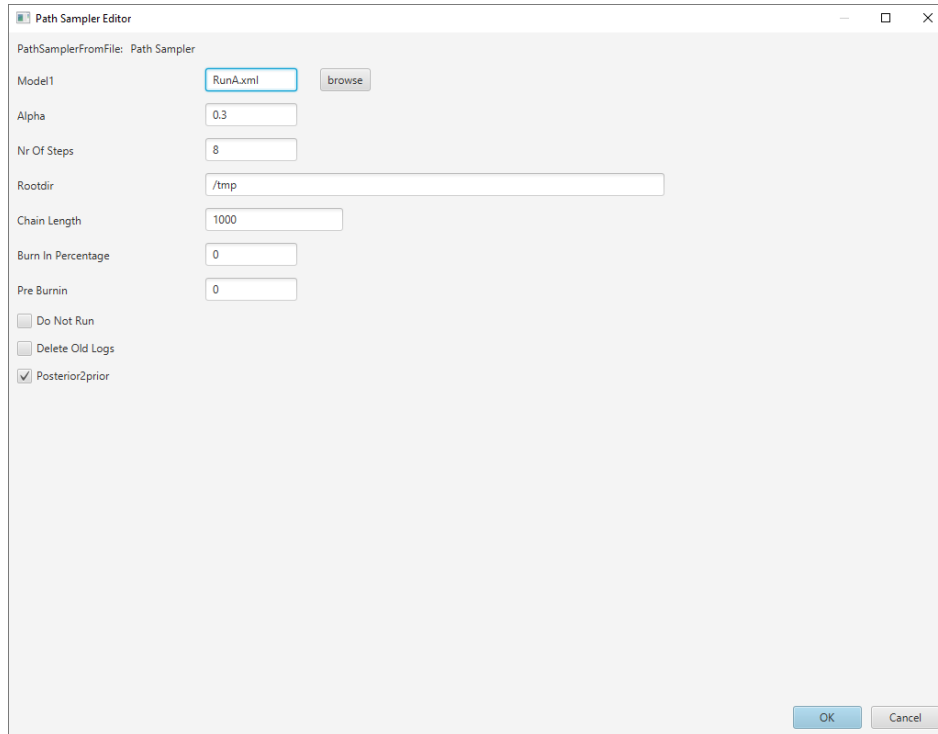 Path Sampler Editor
PathSamplerFromFile: Path Sampler
Model1 RunA.xml browse
Alpha 0.3
Nr Of Steps 8
Rootdir /tmp
Chain Length 1000
Burn In Percentage 0
Pre Burnin 0
Do Not Run
Delete Old Logs
Posterior2prior
OK Cancel